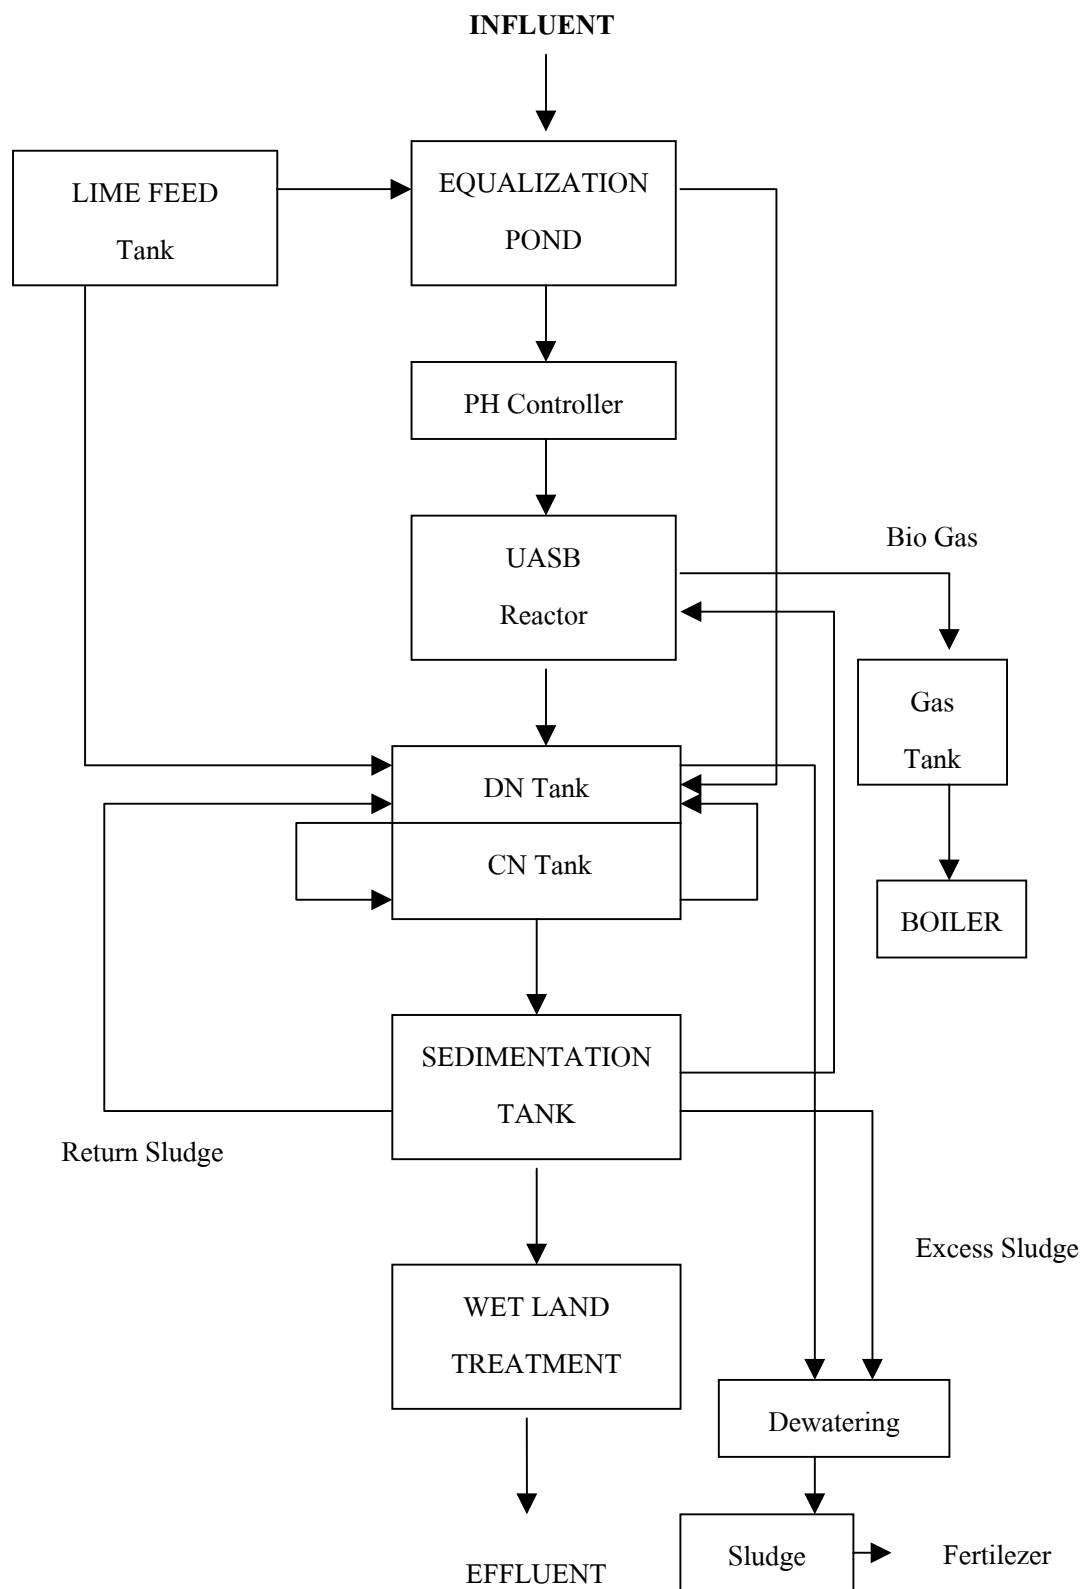 INFLUENT
LIME FEED
Tank
EQUALIZATION
POND
PH Controller
UASB
Reactor
Bio Gas
Gas
Tank
DN Tank
CN Tank
BOILER
SEDIMENTATION
TANK
Return Sludge
Excess Sludge
WET LAND
TREATMENT
Dewatering
Sludge
Fertilezer
EFFLUENT